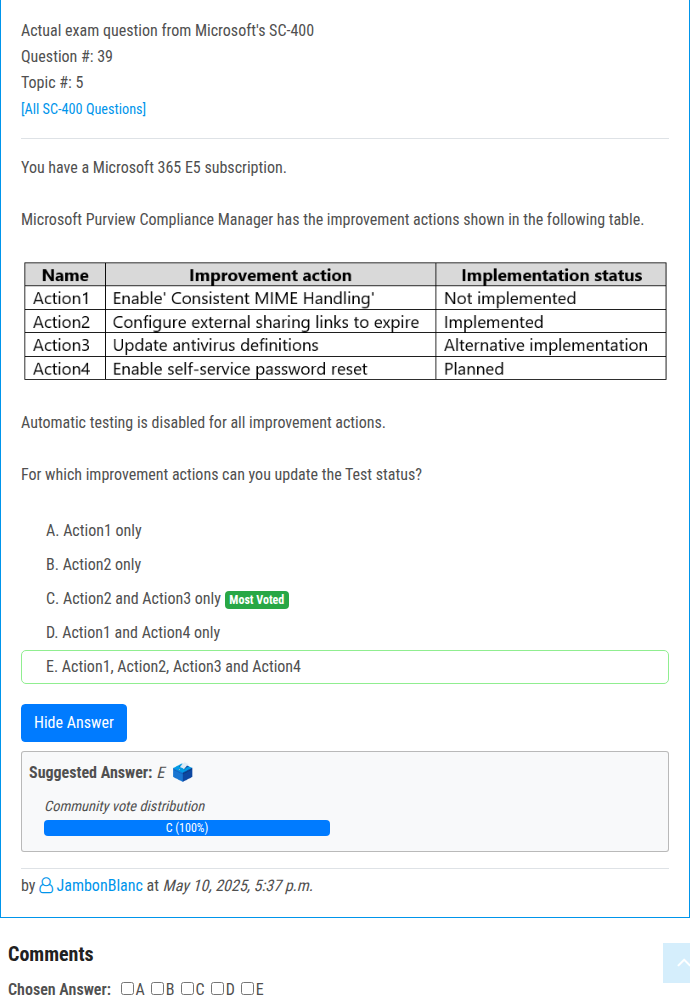 Actual exam question from Microsoft's SC-400
Question #: 39
Topic #: 5
[All SC-400 Questions]
You have a Microsoft 365 E5 subscription.
Microsoft Purview Compliance Manager has the improvement actions shown in the following table.
Name Improvement action Implementation status
Action1 Enable' Consistent MIME Handling' Not implemented
Action2 Configure external sharing links to expire Implemented
Action3 Update antivirus definitions Alternative implementation
Action4 Enable self-service password reset Planned
Automatic testing is disabled for all improvement actions.
For which improvement actions can you update the Test status?
A. Action1 only
B. Action2 only
C. Action2 and Action3 only Most Voted
D. Action1 and Action4 only
E. Action1, Action2, Action3 and Action4
Hide Answer
Suggested Answer: E
Community vote distribution
C (100%)
by JambonBlanc at May 10, 2025, 5:37 p.m.
Comments
Chosen Answer: A B C D E